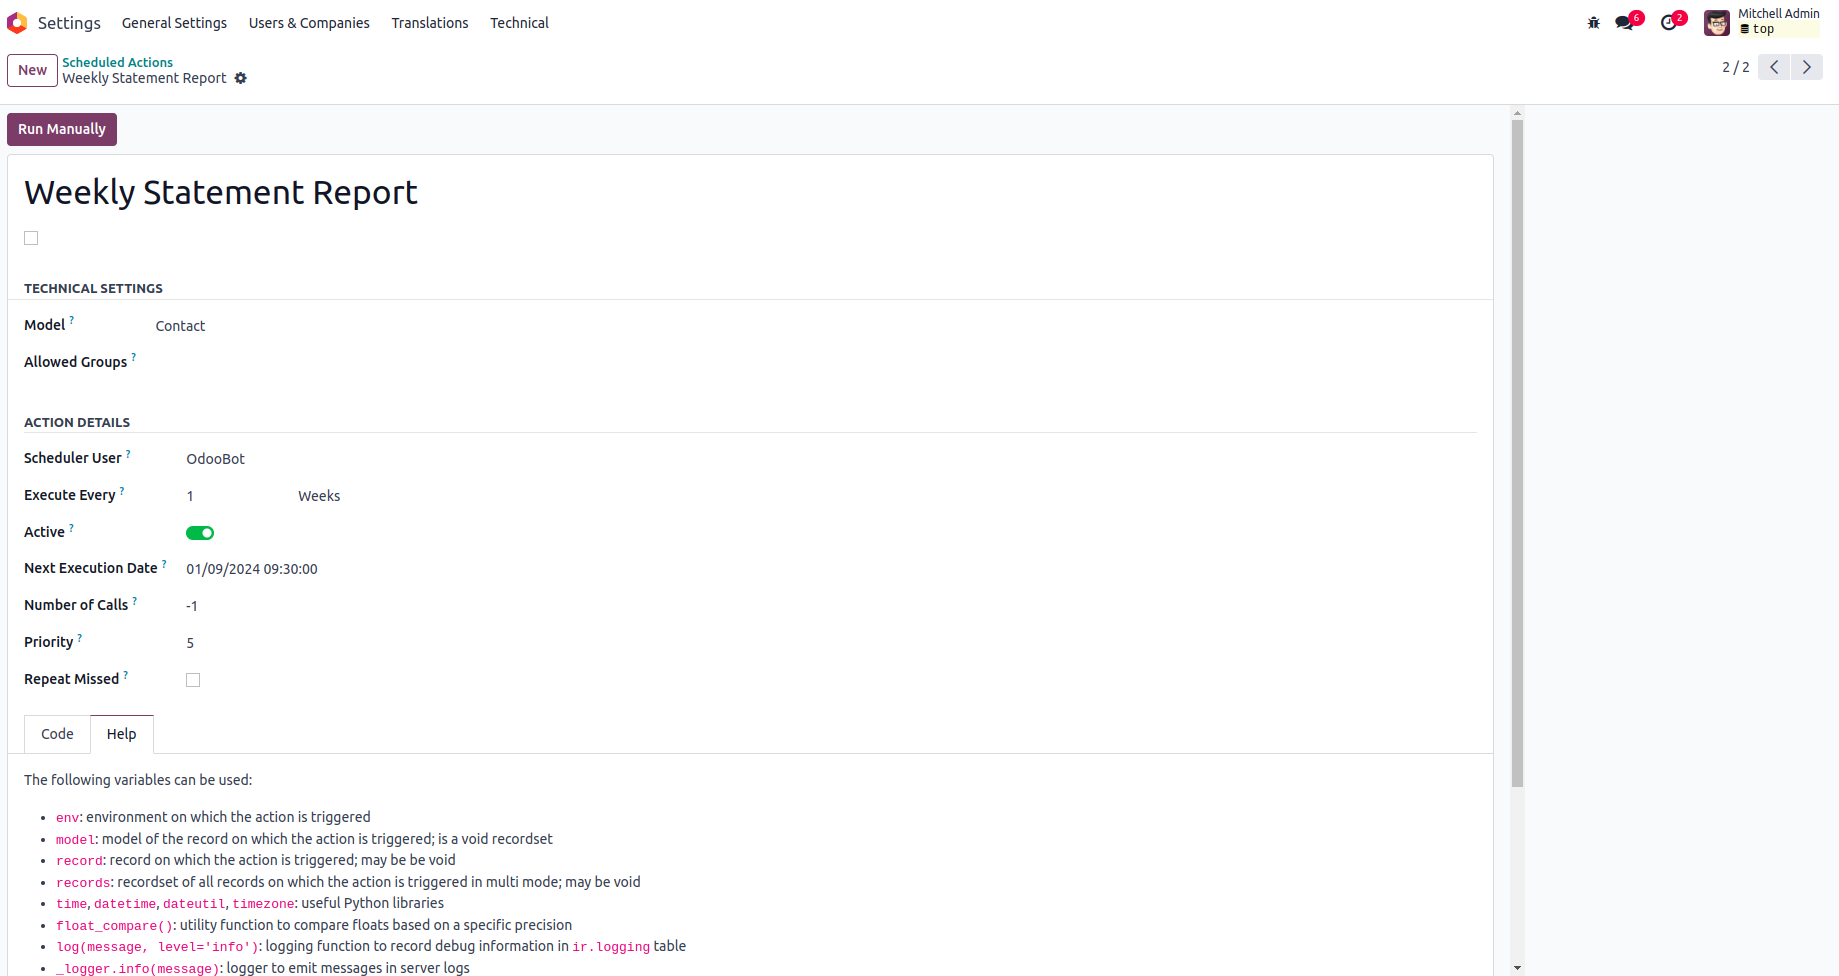 Settings General Settings Users & Companies Translations Technical 6 2 Mitchell Admin
top
New Scheduled Actions
Weekly Statement Report 2 / 2
Run Manually
Weekly Statement Report
TECHNICAL SETTINGS
Model ? Contact
Allowed Groups ?
ACTION DETAILS
Scheduler User ? OdooBot
Execute Every ? 1 Weeks
Active ?
Next Execution Date ? 01/09/2024 09:30:00
Number of Calls ? -1
Priority ? 5
Repeat Missed ?
Code Help
The following variables can be used:
• env: environment on which the action is triggered
• model: model of the record on which the action is triggered; is a void recordset
• record: record on which the action is triggered; may be be void
• records: recordset of all records on which the action is triggered in multi mode; may be void
• time, datetime, dateutil, timezone: useful Python libraries
• float_compare(): utility function to compare floats based on a specific precision
• log(message, level='info'): logging function to record debug information in ir.logging table
• _logger.info(message): logger to emit messages in server logs